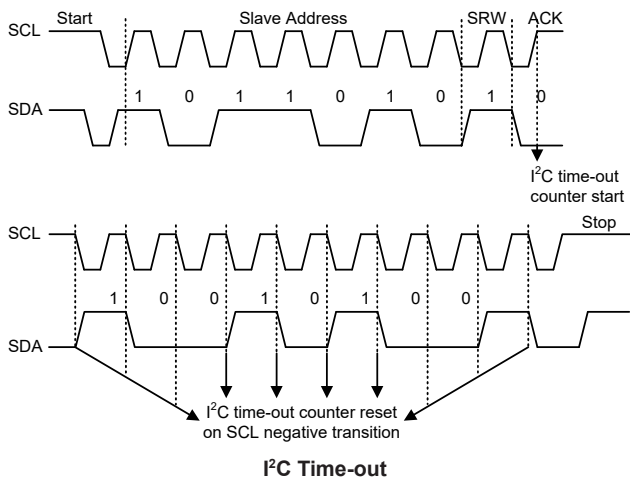 Start Slave Address SRW ACK
SCL
1 0 1 1 0 1 0 1 0
SDA
I²C time-out
counter start
Stop
SCL
1 0 0 1 0 1 0 0
SDA
I²C time-out counter reset
on SCL negative transition
I²C Time-out